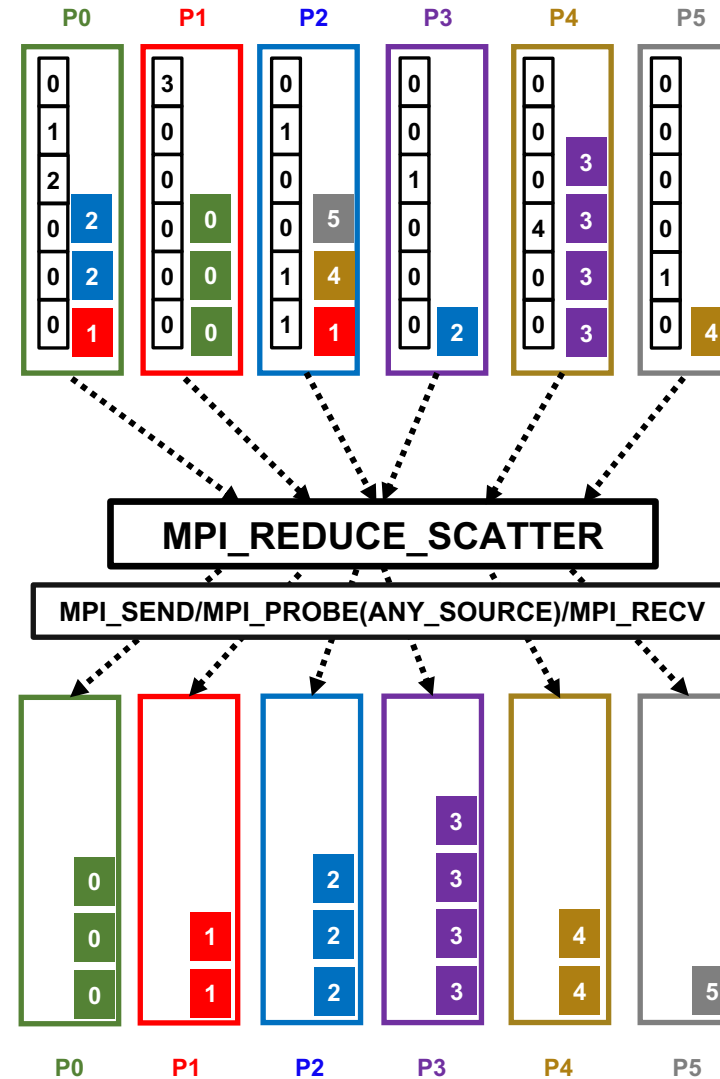 P0 P1 P2 P3 P4 P5
0 3 0 0 0 0
1 0 1 0 0 0
3
2 0 0 1 0 0
2 0 5 3
0 0 0 0 4 0
2 0 4 3
0 0 1 0 0 1
1 0 1 2 3 4
0 0 1 0 0 0
MPI_REDUCE_SCATTER
MPI_SEND/MPI_PROBE(ANY_SOURCE)/MPI_RECV
3
0 2 3
0 1 2 3 4
0 1 2 3 4 5
P0 P1 P2 P3 P4 P5